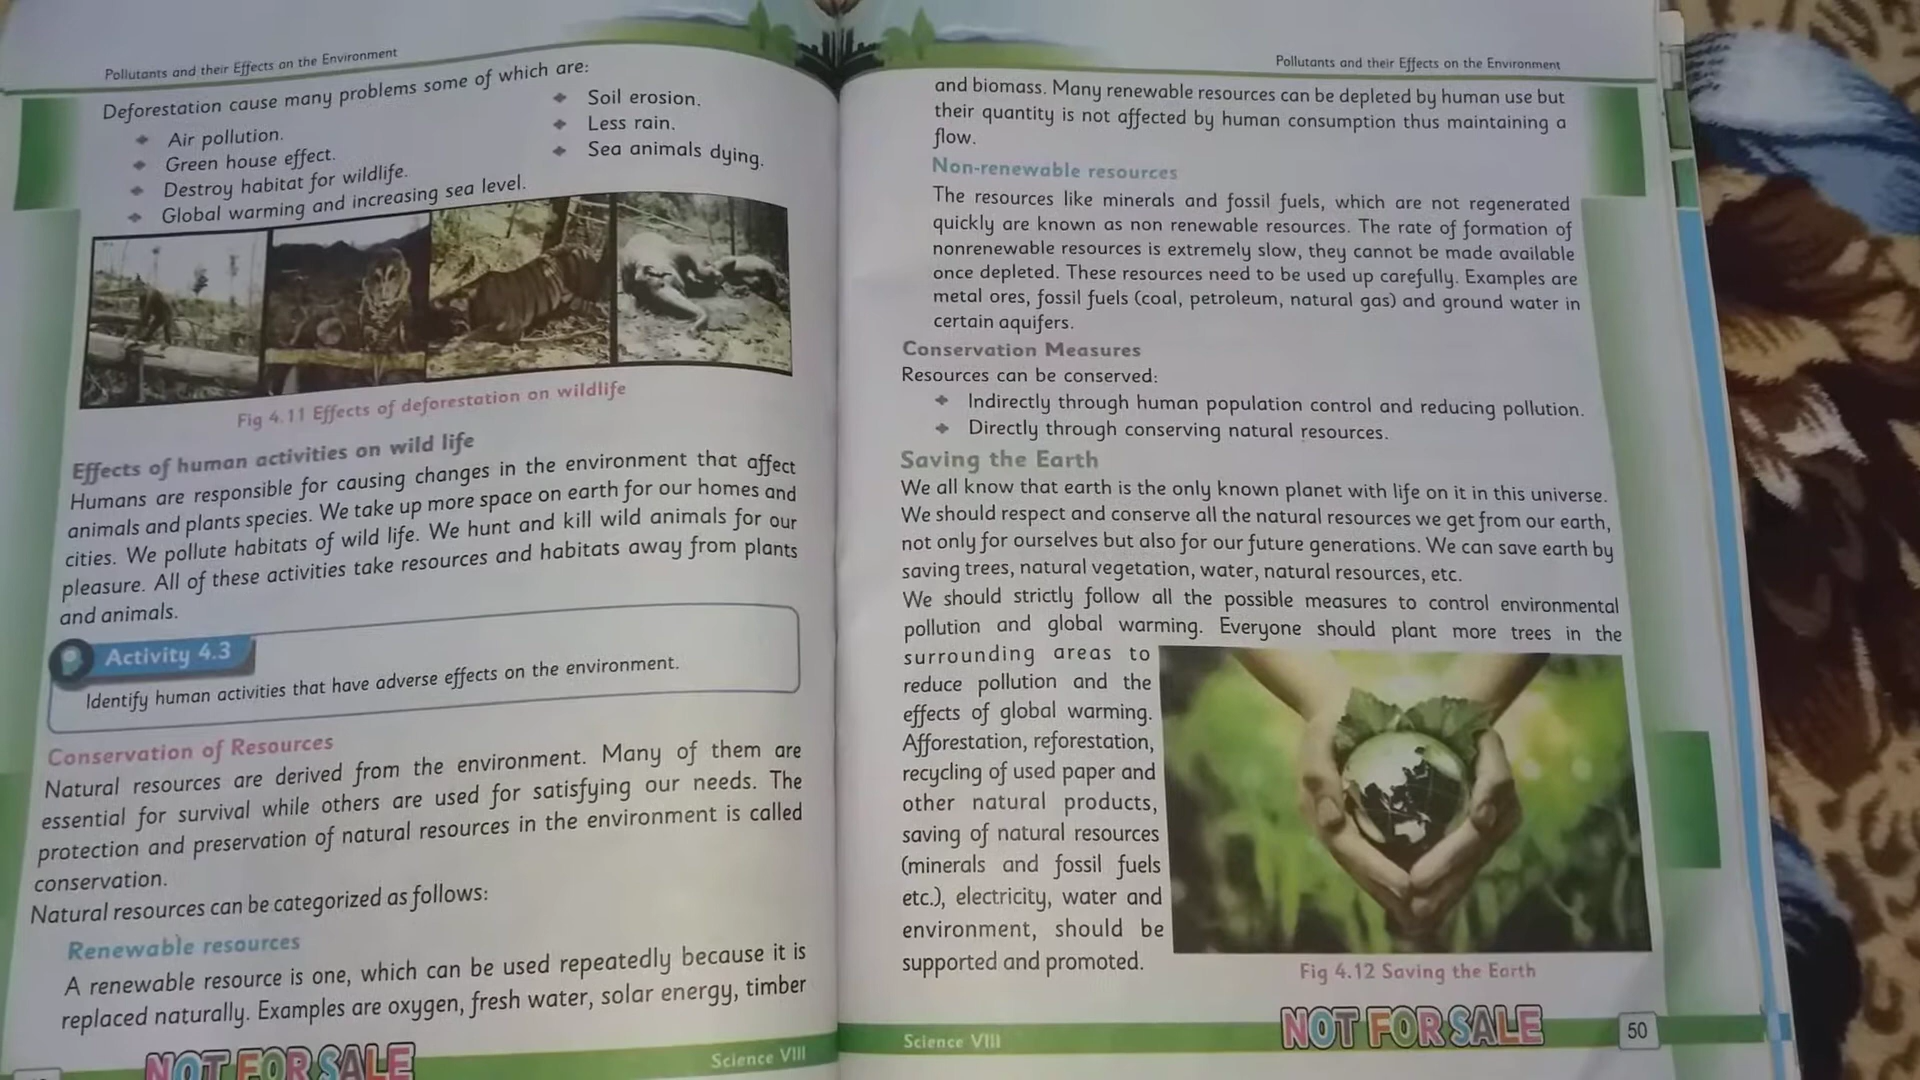 Pollutants and their Effects on the Environment
Deforestation cause many problems some of which are:
Air pollution.
Green house effect.
Destroy habitat for wildlife.
Global warming and increasing sea level.
Soil erosion.
Less rain.
Sea animals dying.
Fig 4.11 Effects of deforestation on wildlife
Effects of human activities on wild life
Humans are responsible for causing changes in the environment that affect
animals and plants species. We take up more space on earth for our homes and
cities. We pollute habitats of wild life. We hunt and kill wild animals for our
pleasure. All of these activities take resources and habitats away from plants
and animals.
Activity 4.3
Identify human activities that have adverse effects on the environment.
Conservation of Resources
Natural resources are derived from the environment. Many of them are
essential for survival while others are used for satisfying our needs. The
protection and preservation of natural resources in the environment is called
conservation.
Natural resources can be categorized as follows:
Renewable resources
A renewable resource is one, which can be used repeatedly because it is
replaced naturally. Examples are oxygen, fresh water, solar energy, timber
NOT FOR SALE
Science VIII
Pollutants and their Effects on the Environment
and biomass. Many renewable resources can be depleted by human use but
their quantity is not affected by human consumption thus maintaining a
flow.
Non-renewable resources
The resources like minerals and fossil fuels, which are not regenerated
quickly are known as non renewable resources. The rate of formation of
nonrenewable resources is extremely slow, they cannot be made available
once depleted. These resources need to be used up carefully. Examples are
metal ores, fossil fuels (coal, petroleum, natural gas) and ground water in
certain aquifers.
Conservation Measures
Resources can be conserved:
Indirectly through human population control and reducing pollution.
Directly through conserving natural resources.
Saving the Earth
We all know that earth is the only known planet with life on it in this universe.
We should respect and conserve all the natural resources we get from our earth,
not only for ourselves but also for our future generations. We can save earth by
saving trees, natural vegetation, water, natural resources, etc.
We should strictly follow all the possible measures to control environmental
pollution and global warming. Everyone should plant more trees in the
surrounding areas to
reduce pollution and the
effects of global warming.
Afforestation, reforestation,
recycling of used paper and
other natural products,
saving of natural resources
(minerals and fossil fuels
etc.), electricity, water and
environment, should be
supported and promoted.
Fig 4.12 Saving the Earth
Science VIII
NOT FOR SALE
50